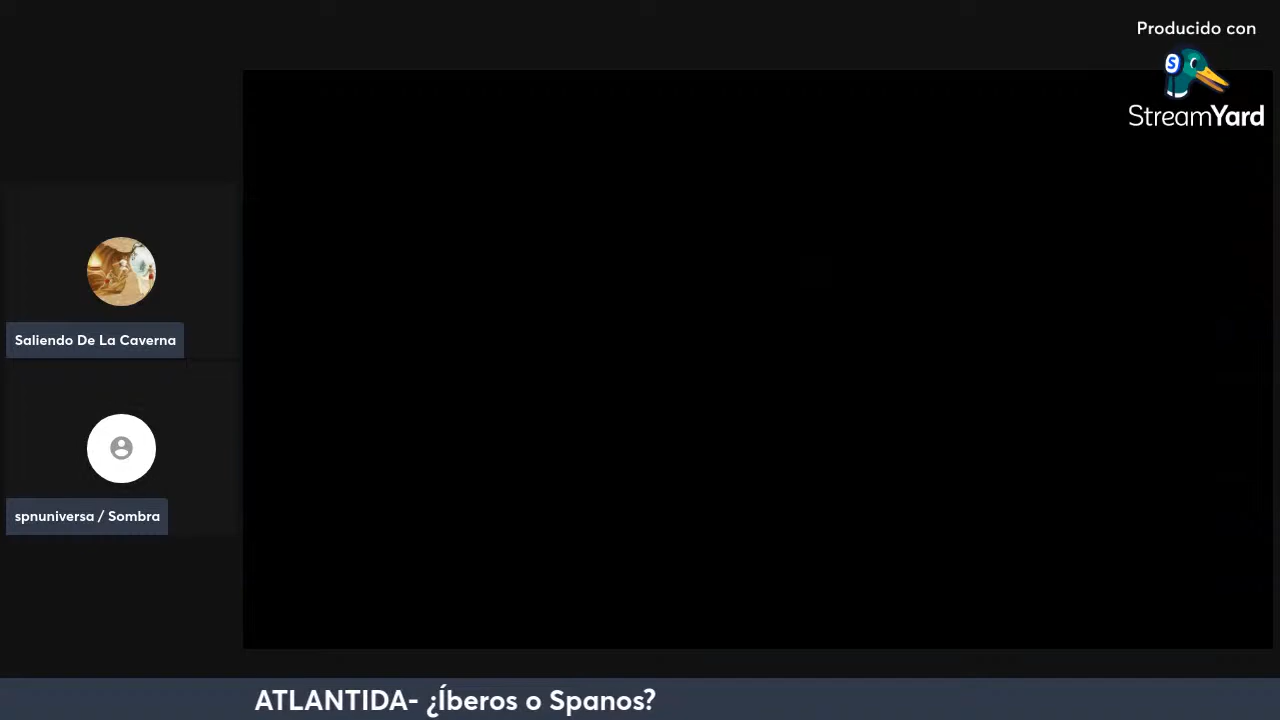 Producido con
S
StreamYard
Saliendo De La Caverna
spnuniversa / Sombra
ATLANTIDA- ¿Íberos o Spanos?